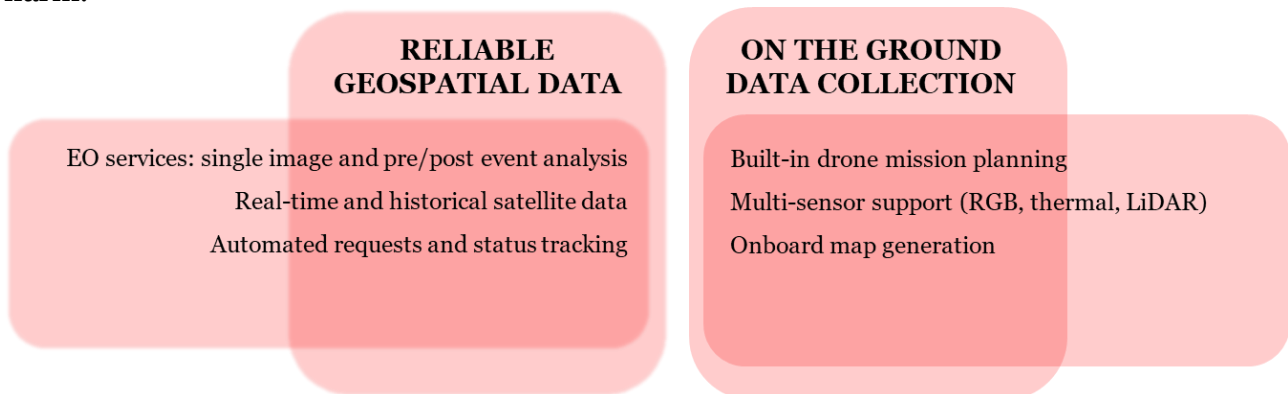 RELIABLE
GEOSPATIAL DATA
EO services: single image and pre/post event analysis
Real-time and historical satellite data
Automated requests and status tracking
ON THE GROUND
DATA COLLECTION
Built-in drone mission planning
Multi-sensor support (RGB, thermal, LiDAR)
Onboard map generation